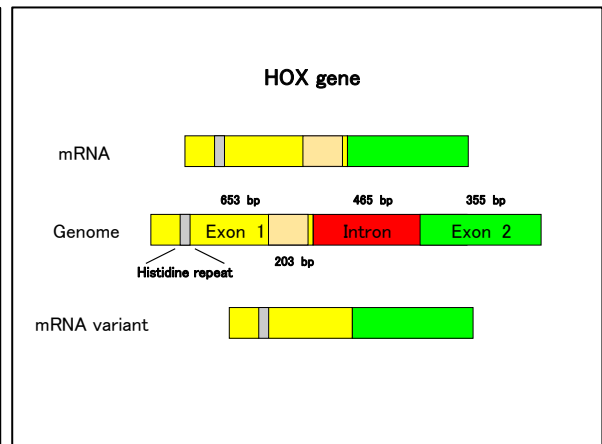 HOX gene
mRNA
653 bp 465 bp 355 bp
Genome Exon 1 Intron Exon 2
Histidine repeat 203 bp
mRNA variant